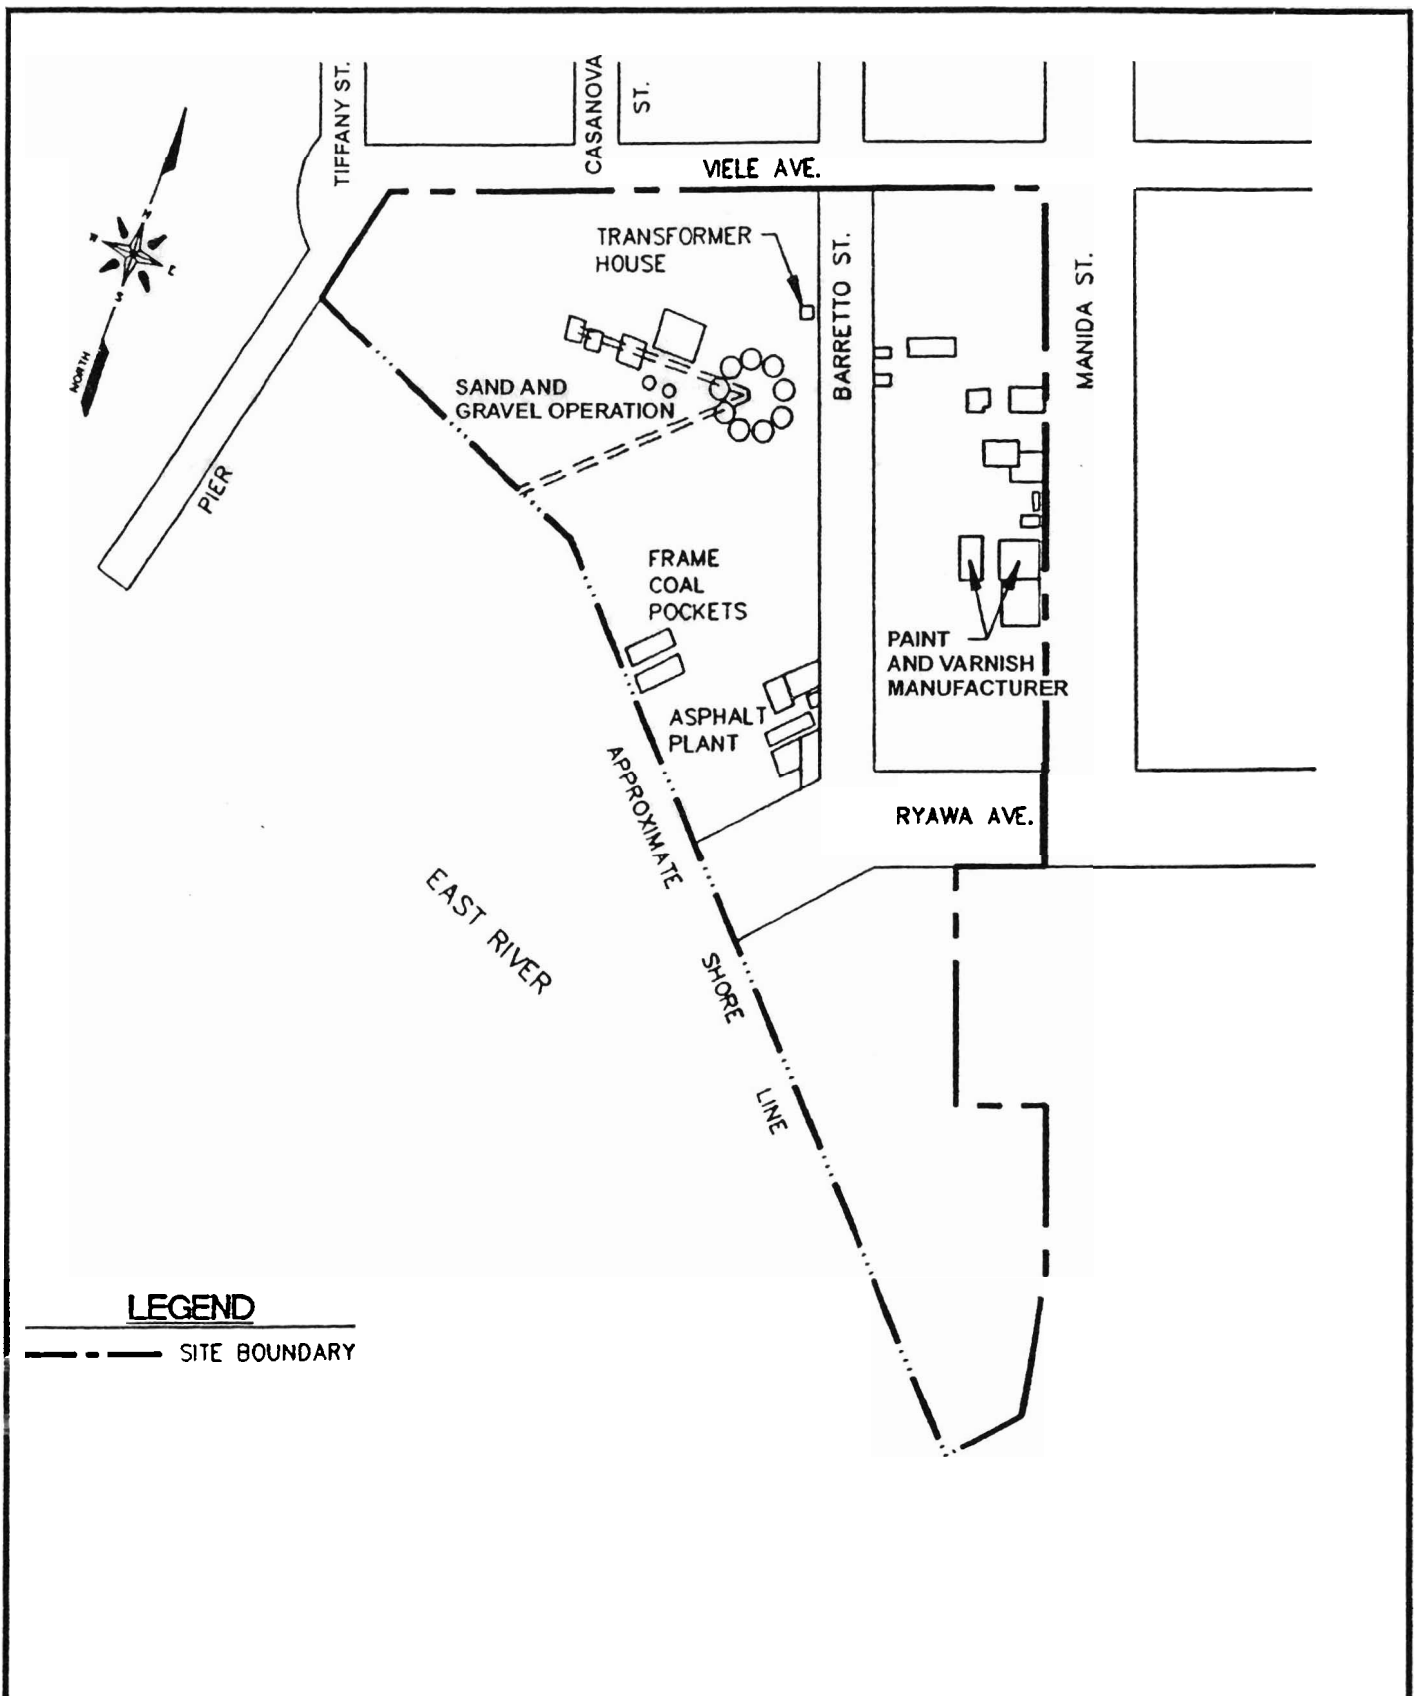 TIFFANY ST.
CASANOVA
ST.
VIELE AVE.
N
W
E
S
NORTH
TRANSFORMER
HOUSE
BARRETTO ST.
MANIDA ST.
SAND AND
GRAVEL OPERATION
PIER
FRAME
COAL
POCKETS
PAINT
AND VARNISH
MANUFACTURER
ASPHALT
PLANT
RYAWA AVE.
APPROXIMATE
SHORE
LINE
EAST RIVER
LEGEND
SITE BOUNDARY